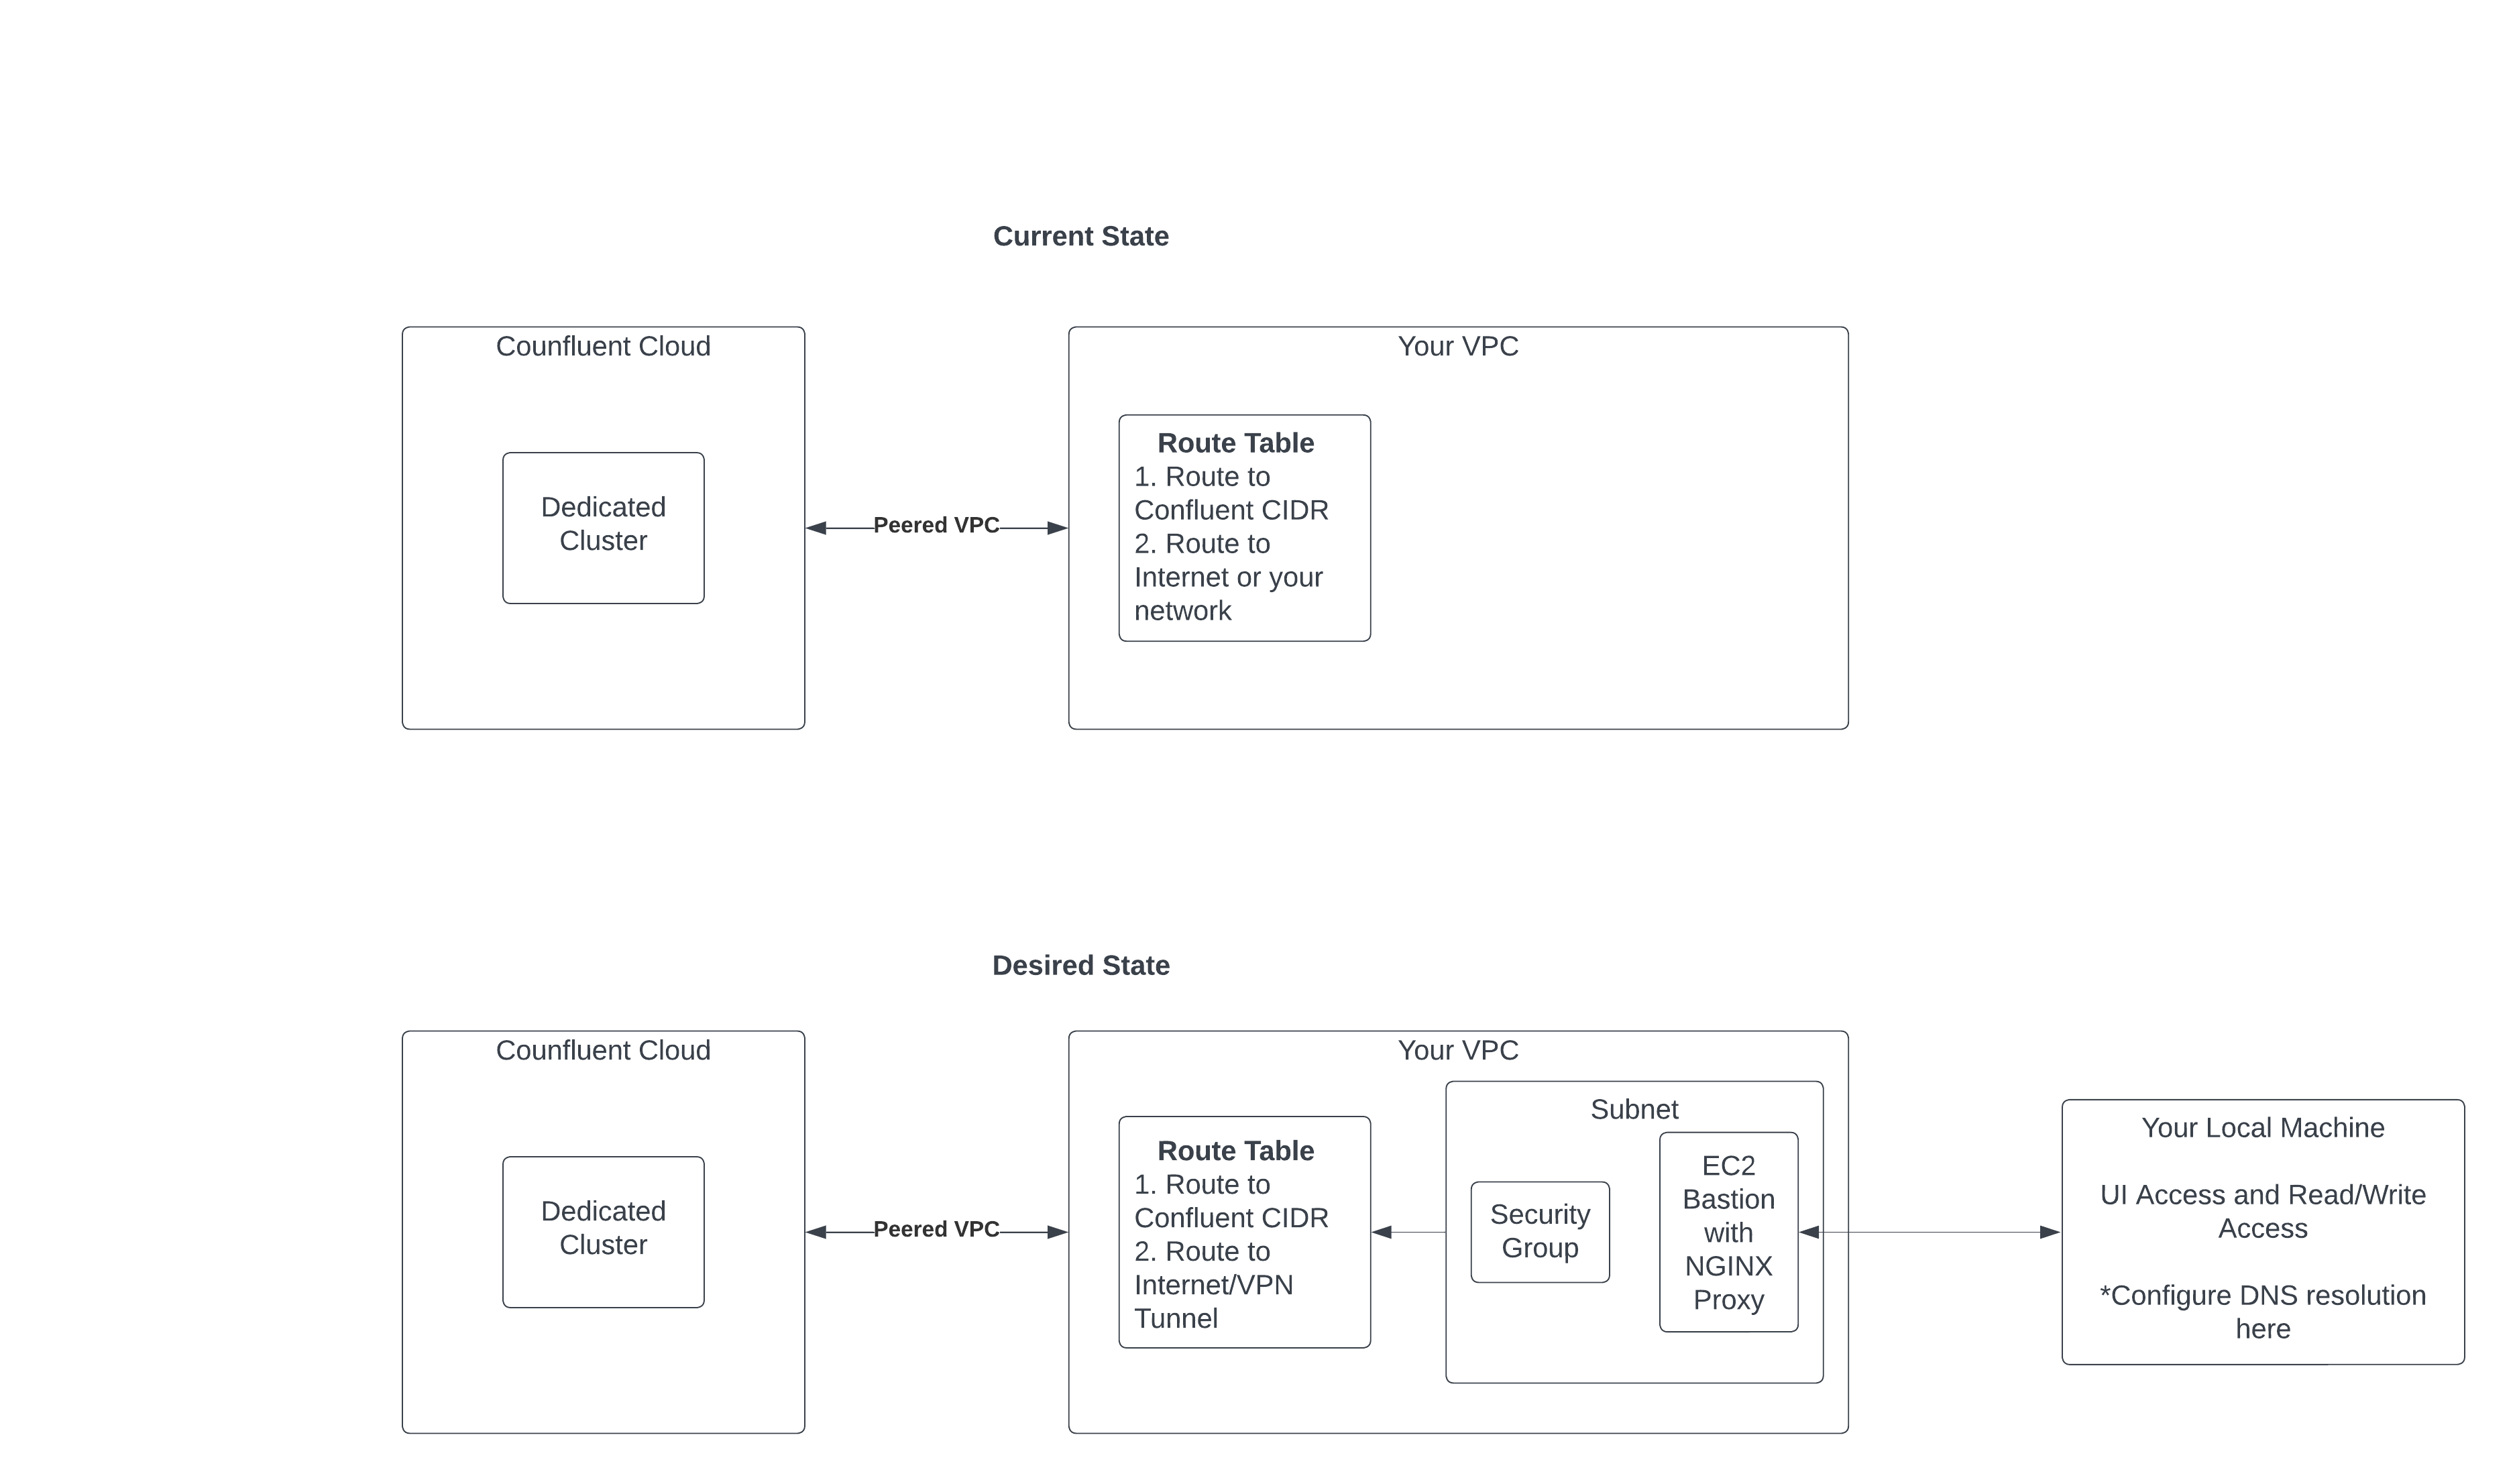 Current State
Counfluent Cloud
Dedicated
Cluster
Peered VPC
Your VPC
Route Table
1. Route to
Confluent CIDR
2. Route to
Internet or your
network
Desired State
Counfluent Cloud
Dedicated
Cluster
Peered VPC
Your VPC
Route Table
1. Route to
Confluent CIDR
2. Route to
Internet/VPN
Tunnel
Subnet
Security
Group
EC2
Bastion
with
NGINX
Proxy
Your Local Machine
UI Access and Read/Write
Access
*Configure DNS resolution
here